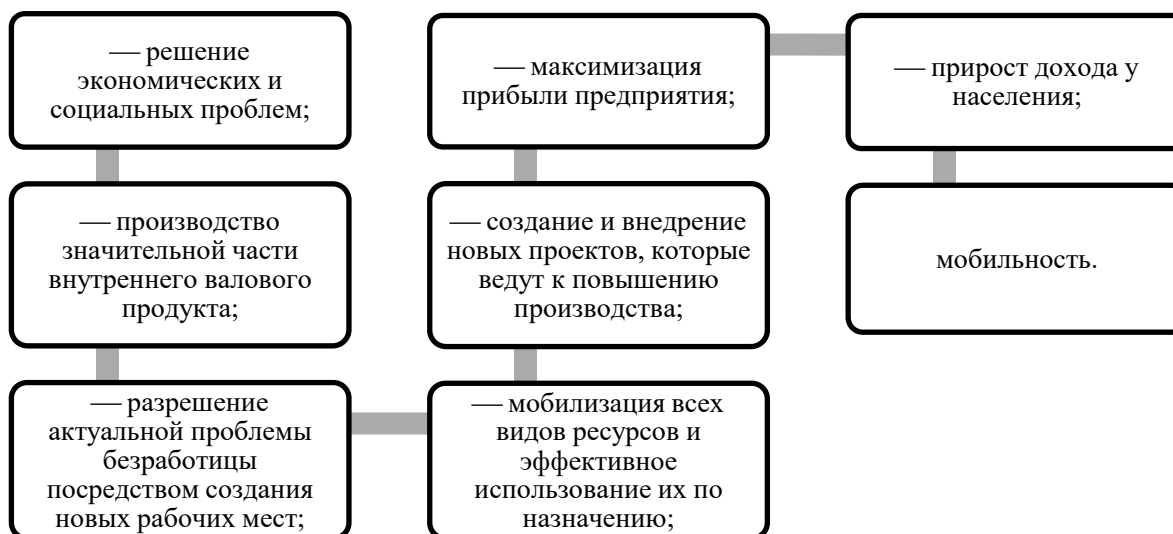 — решение
экономических и
социальных проблем;
— производство
значительной части
внутреннего валового
продукта;
— разрешение
актуальной проблемы
безработицы
посредством создания
новых рабочих мест;
— мобилизация всех
видов ресурсов и
эффективное
использование их по
назначению;
— создание и внедрение
новых проектов, которые
ведут к повышению
производства;
— максимизация
прибыли предприятия;
— прирост дохода у
населения;
мобильность.